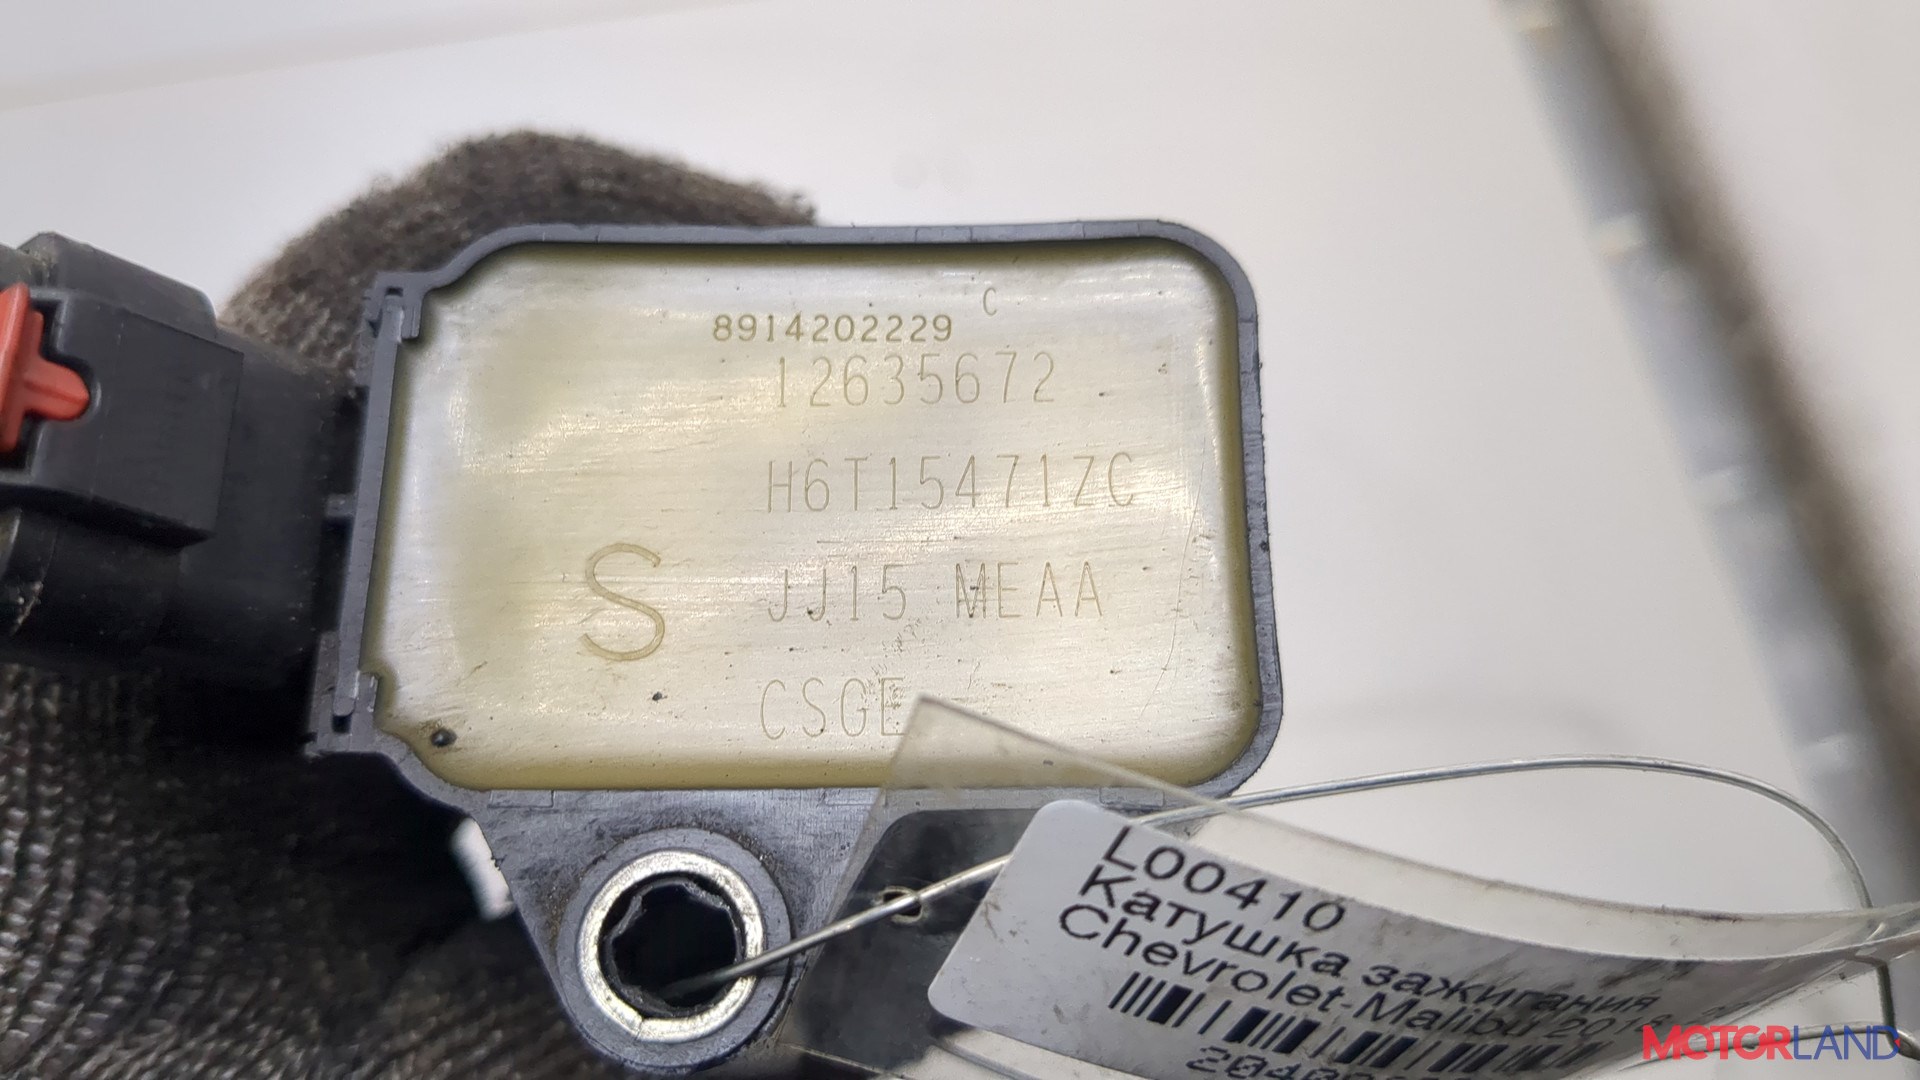 C
8914202229
12635672
H6T15471ZC
S JJ15 MEAA
CSGE
L00410
Катушка зажигания
Chevrolet-Malibu
MOTORLAND